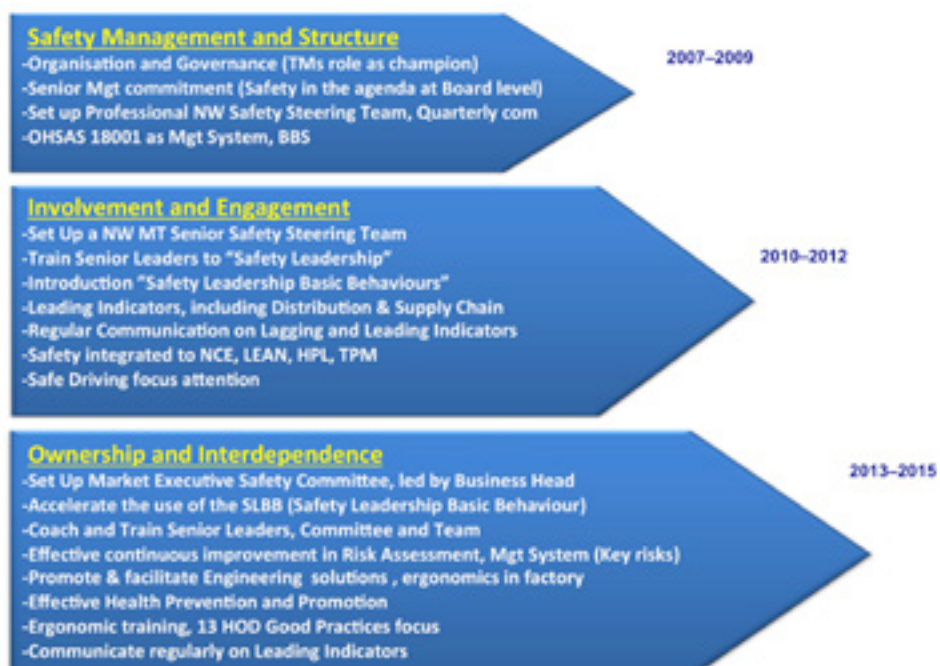 Safety Management and Structure
-Organisation and Governance (TMs role as champion)
-Senior Mgt commitment (Safety in the agenda at Board level)
-Set up Professional NW Safety Steering Team, Quarterly com
-OHSAS 18001 as Mgt System, BBS
2007–2009
Involvement and Engagement
-Set Up a NW MT Senior Safety Steering Team
-Train Senior Leaders to “Safety Leadership”
-Introduction “Safety Leadership Basic Behaviours”
-Leading Indicators, including Distribution & Supply Chain
-Regular Communication on Lagging and Leading Indicators
-Safety integrated to NCE, LEAN, HPL, TPM
-Safe Driving focus attention
2010–2012
Ownership and Interdependence
-Set Up Market Executive Safety Committee, led by Business Head
-Accelerate the use of the SLBB (Safety Leadership Basic Behaviour)
-Coach and Train Senior Leaders, Committee and Team
-Effective continuous improvement in Risk Assessment, Mgt System (Key risks)
-Promote & facilitate Engineering solutions , ergonomics in factory
-Effective Health Prevention and Promotion
-Ergonomic training, 13 HOD Good Practices focus
-Communicate regularly on Leading Indicators
2013–2015